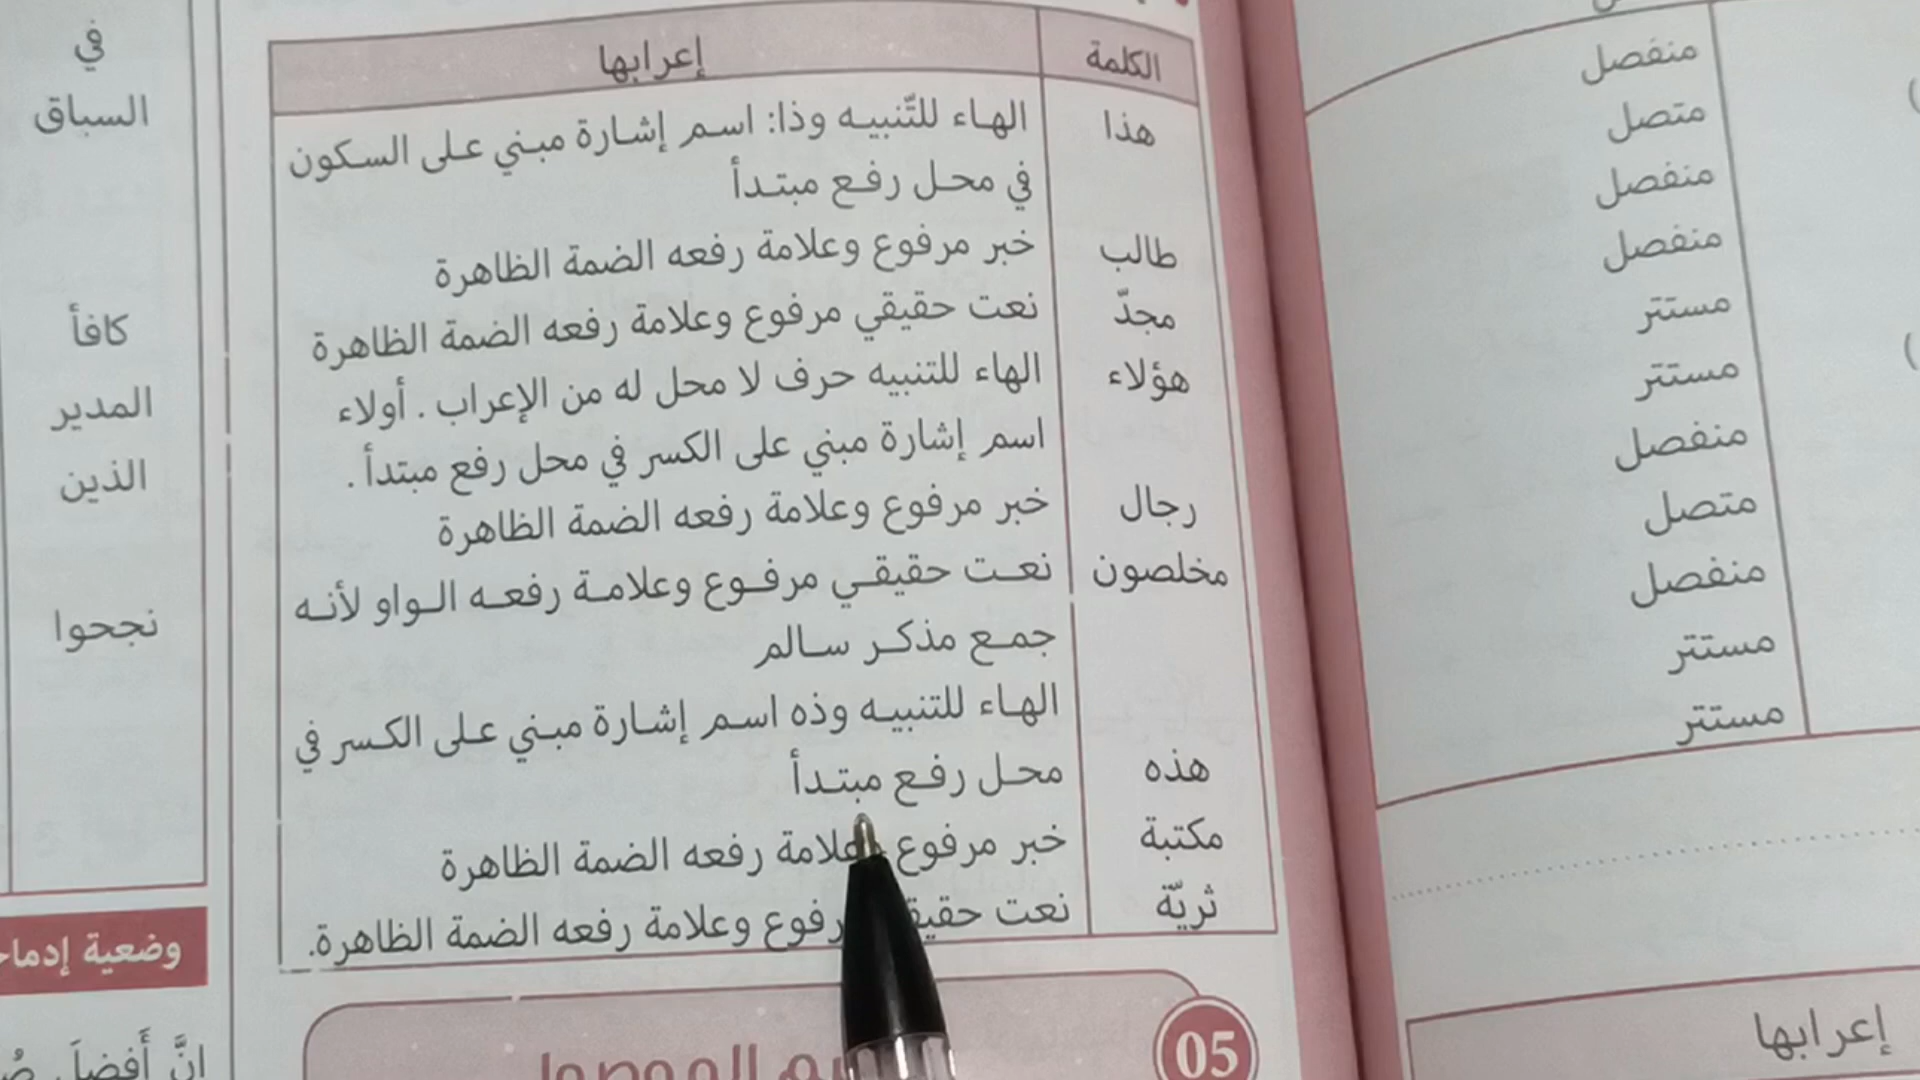 منفصل
متصل
منفصل
منفصل
مستتر
مستتر
منفصل
متصل
منفصل
مستتر
مستتر
إعرابها
الكلمة إعرابها
هذا الهاء للتّنبيه وذا: اسم إشارة مبني على السكون
في محل رفع مبتدأ
طالب خبر مرفوع وعلامة رفعه الضمة الظاهرة
مجدّ نعت حقيقي مرفوع وعلامة رفعه الضمة الظاهرة
هؤلاء الهاء للتنبيه حرف لا محل له من الإعراب . أولاء
اسم إشارة مبني على الكسر في محل رفع مبتدأ .
رجال خبر مرفوع وعلامة رفعه الضمة الظاهرة
مخلصون نعت حقيقي مرفوع وعلامة رفعه الواو لأنه
جمع مذكر سالم
الهاء للتنبيه وذه اسم إشارة مبني على الكسر في
هذه محل رفع مبتدأ
مكتبة خبر مرفوع وعلامة رفعه الضمة الظاهرة
ثريّة نعت حقيقي مرفوع وعلامة رفعه الضمة الظاهرة.
05
في
السباق
كافأ
المدير
الذين
نجحوا
وضعية
إنَّ أَفضلَ